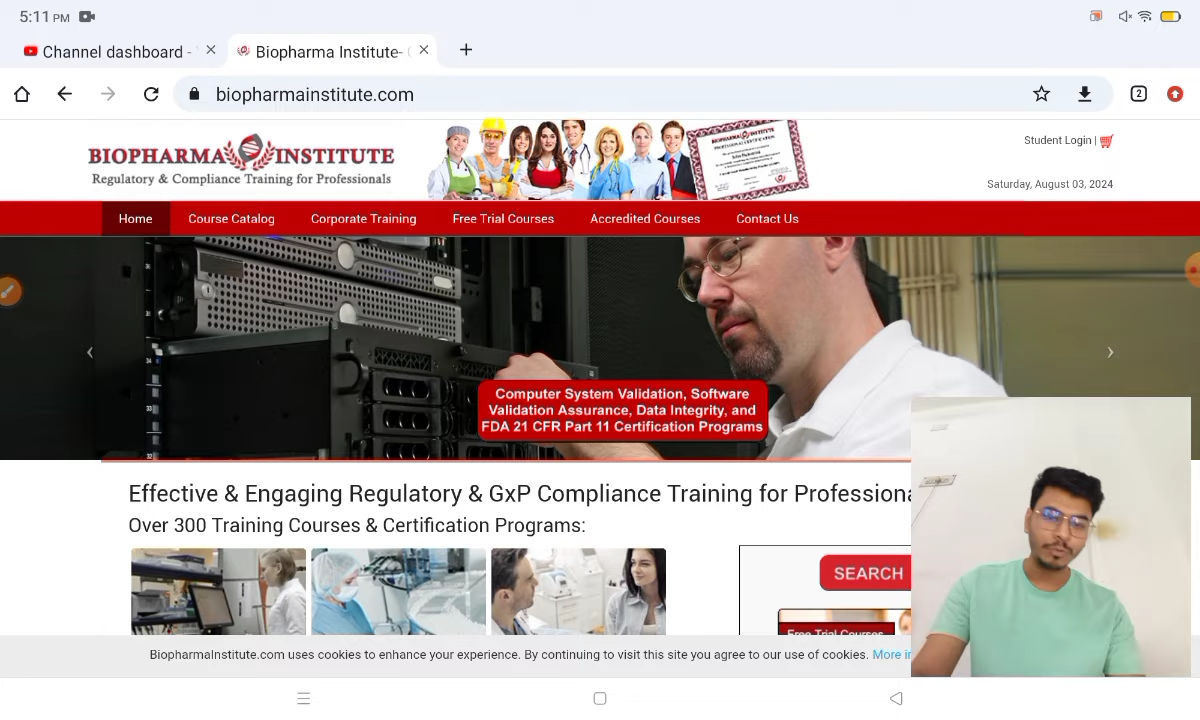 5:11 PM
Channel dashboard -
Biopharma Institute- (
biopharmainstitute.com
2
BIOPHARMA INSTITUTE
Regulatory & Compliance Training for Professionals
Student Login |
Saturday, August 03, 2024
Home
Course Catalog
Corporate Training
Free Trial Courses
Accredited Courses
Contact Us
Computer System Validation, Software
Validation Assurance, Data Integrity, and
FDA 21 CFR Part 11 Certification Programs
Effective & Engaging Regulatory & GxP Compliance Training for Professiona
Over 300 Training Courses & Certification Programs:
SEARCH
Free Trial Courses
BiopharmaInstitute.com uses cookies to enhance your experience. By continuing to visit this site you agree to our use of cookies. More in